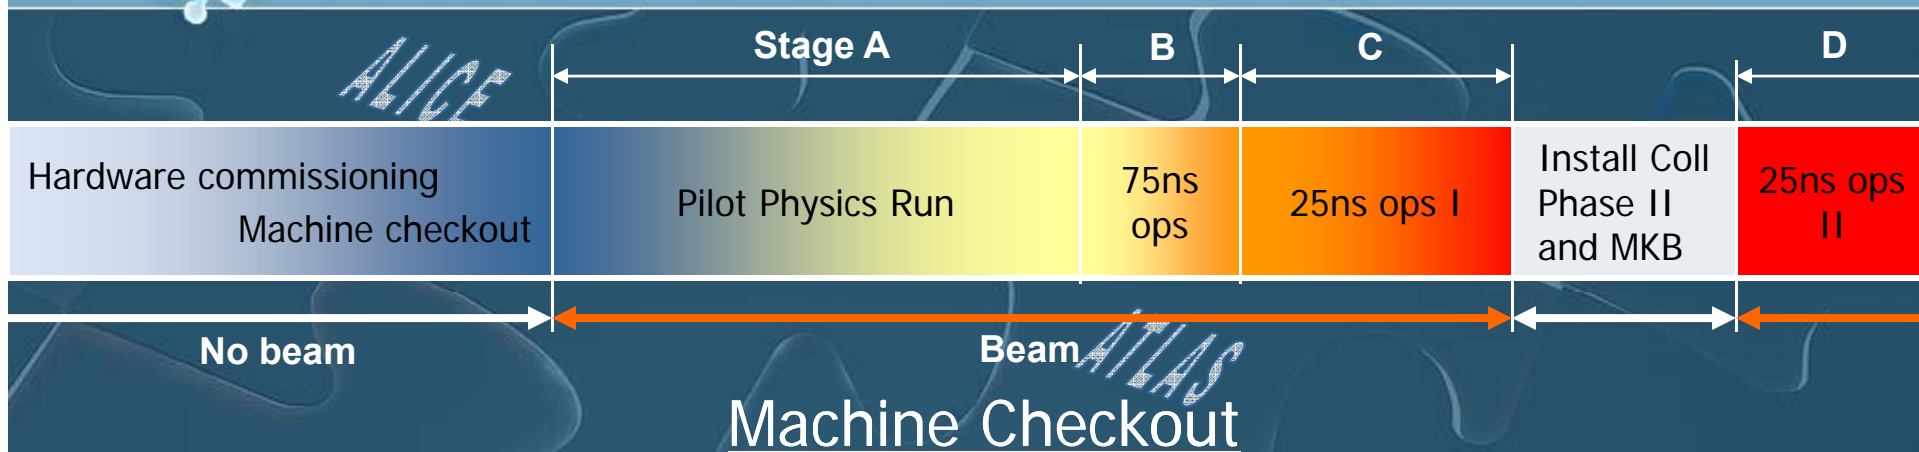 Stage A
B
C
D
ALICE
Hardware commissioning
Machine checkout
Pilot Physics Run
75ns
ops
25ns ops I
Install Coll
Phase II
and MKB
25ns ops
II
No beam
Beam
ATLAS
Machine Checkout